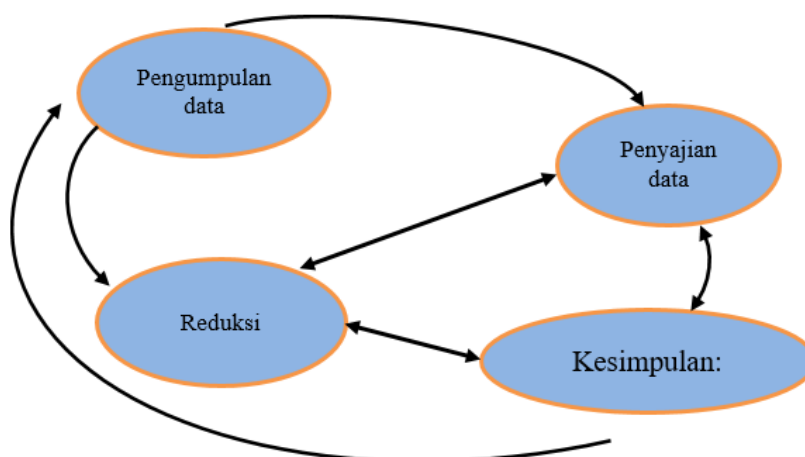 Pengumpulan
data
Penyajian
data
Reduksi
Kesimpulan: